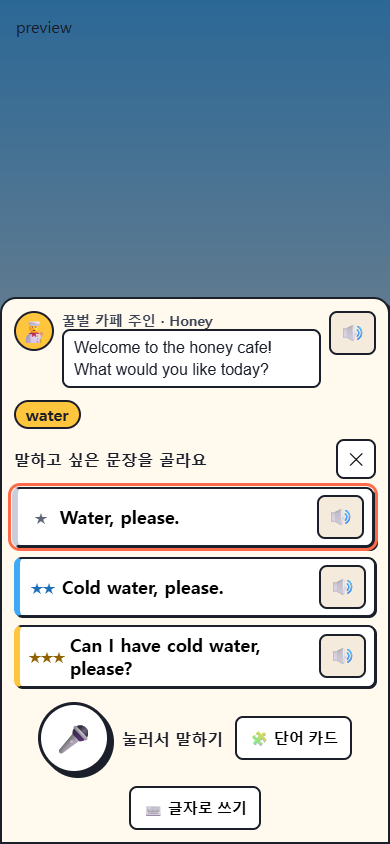 preview
꿀벌 카페 주인 · Honey
Welcome to the honey cafe!
What would you like today?
water
말하고 싶은 문장을 골라요
★ Water, please.
★★ Cold water, please.
★★★ Can I have cold water,
please?
눌러서 말하기
단어 카드
글자로 쓰기